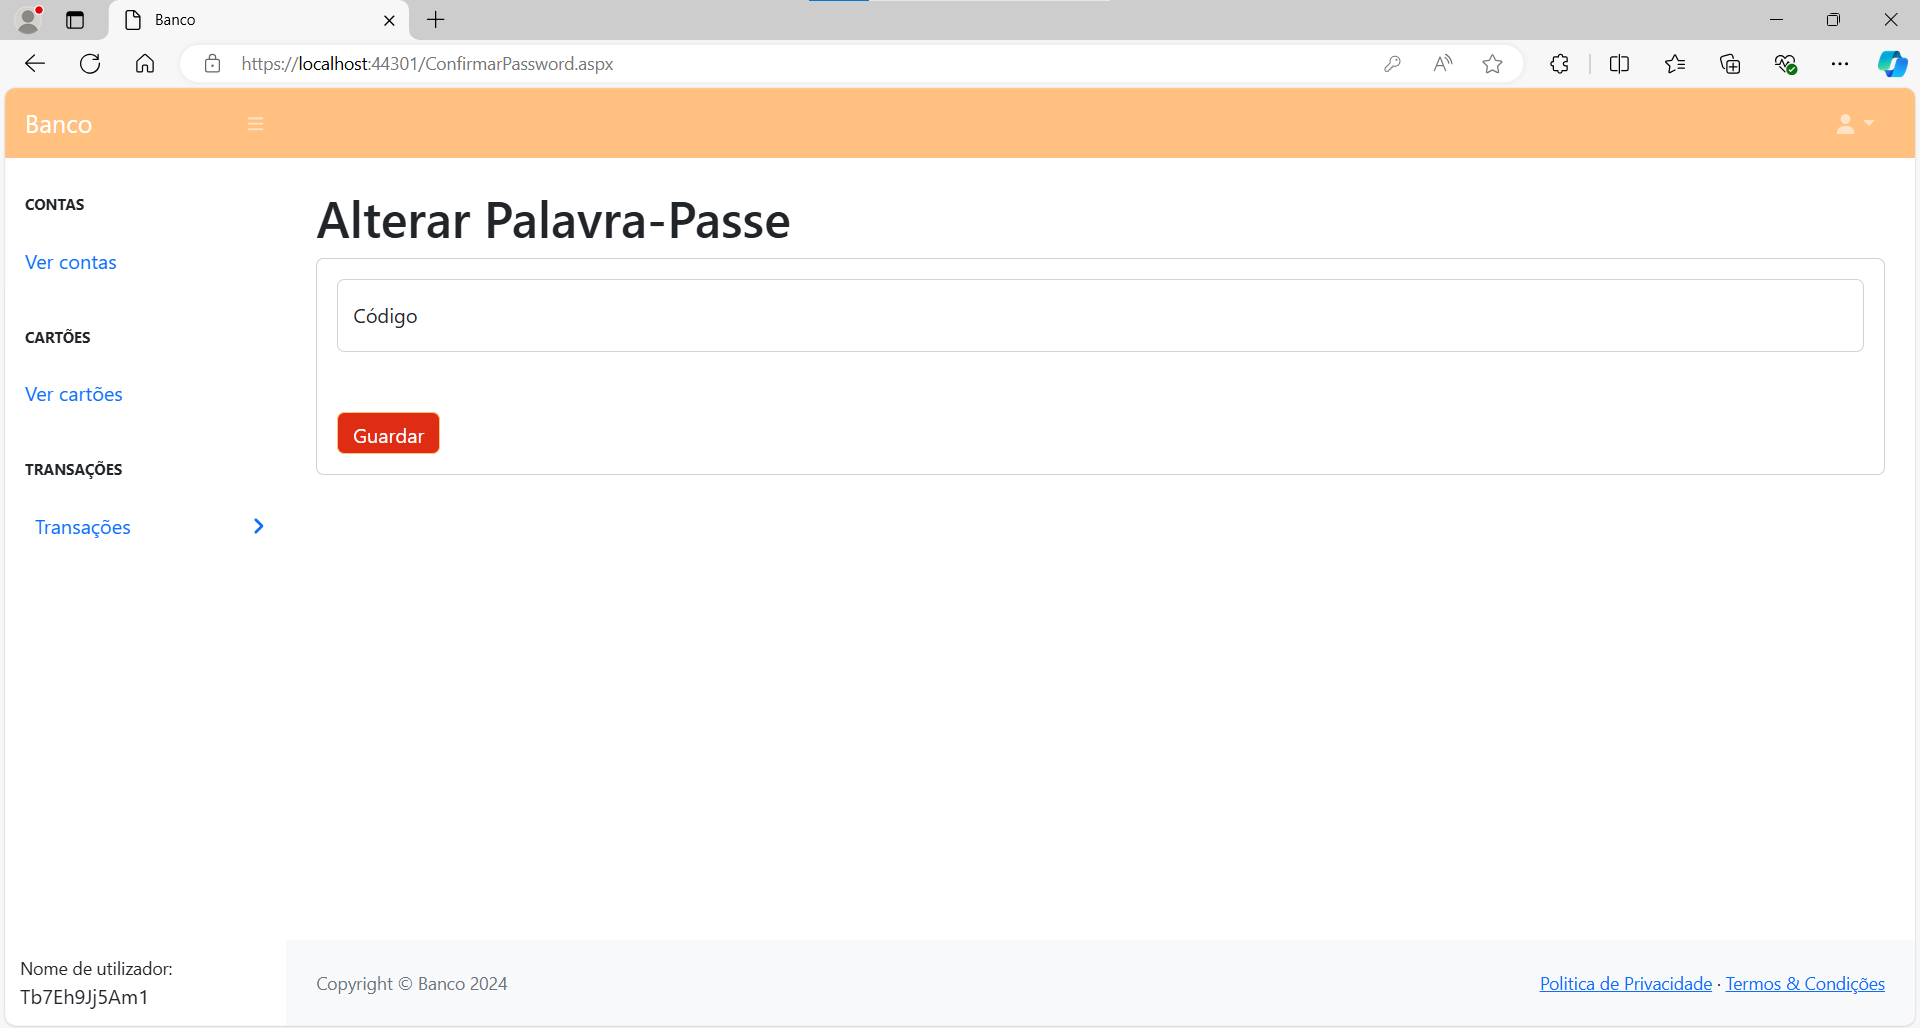 Banco
https://localhost:44301/ConfirmarPassword.aspx
Banco
CONTAS
Ver contas
CARTÕES
Ver cartões
TRANSAÇÕES
Transações
Nome de utilizador:
Tb7Eh9Jj5Am1
Alterar Palavra-Passe
Código
Guardar
Copyright © Banco 2024
Politica de Privacidade · Termos & Condições